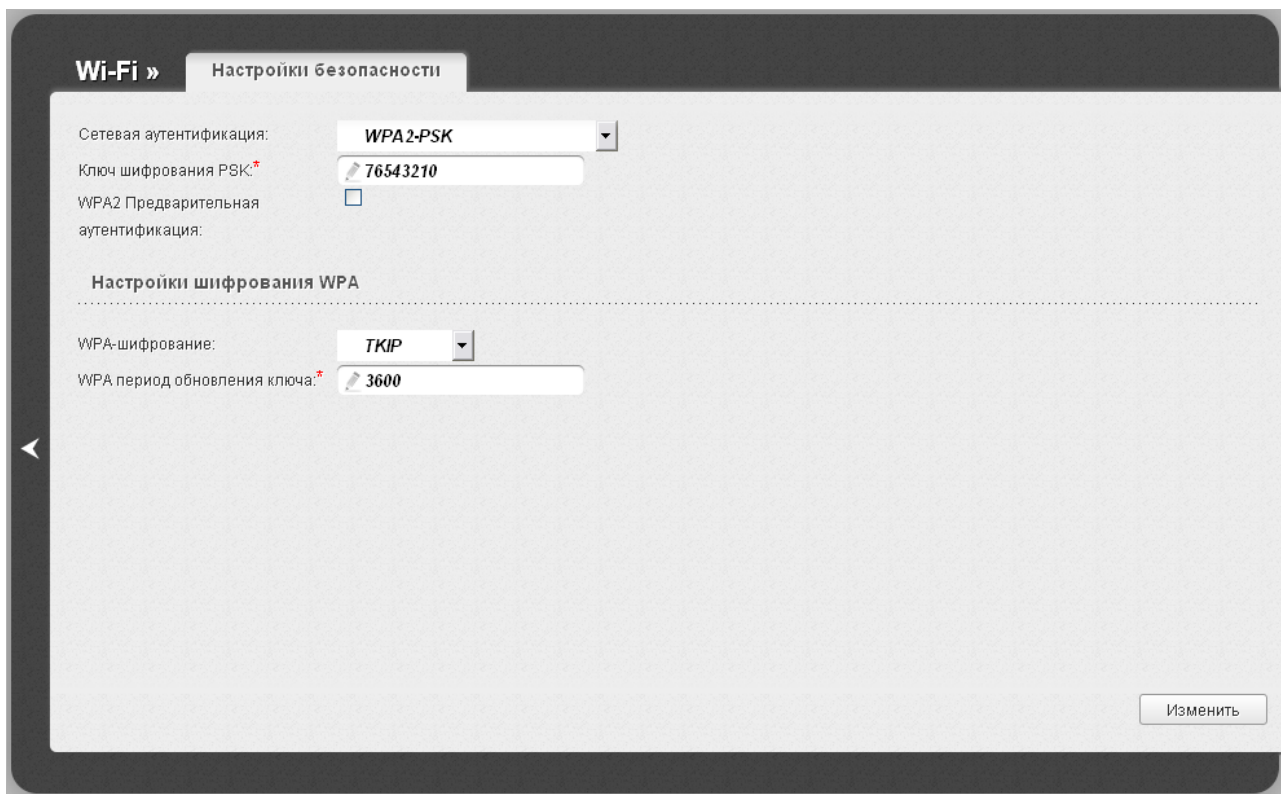 Wi-Fi » Настройки безопасности
Сетевая аутентификация: WPA2-PSK
Ключ шифрования PSK:* 76543210
WPA2 Предварительная
аутентификация:
Настройки шифрования WPA
WPA-шифрование: TKIP
WPA период обновления ключа:* 3600
Изменить